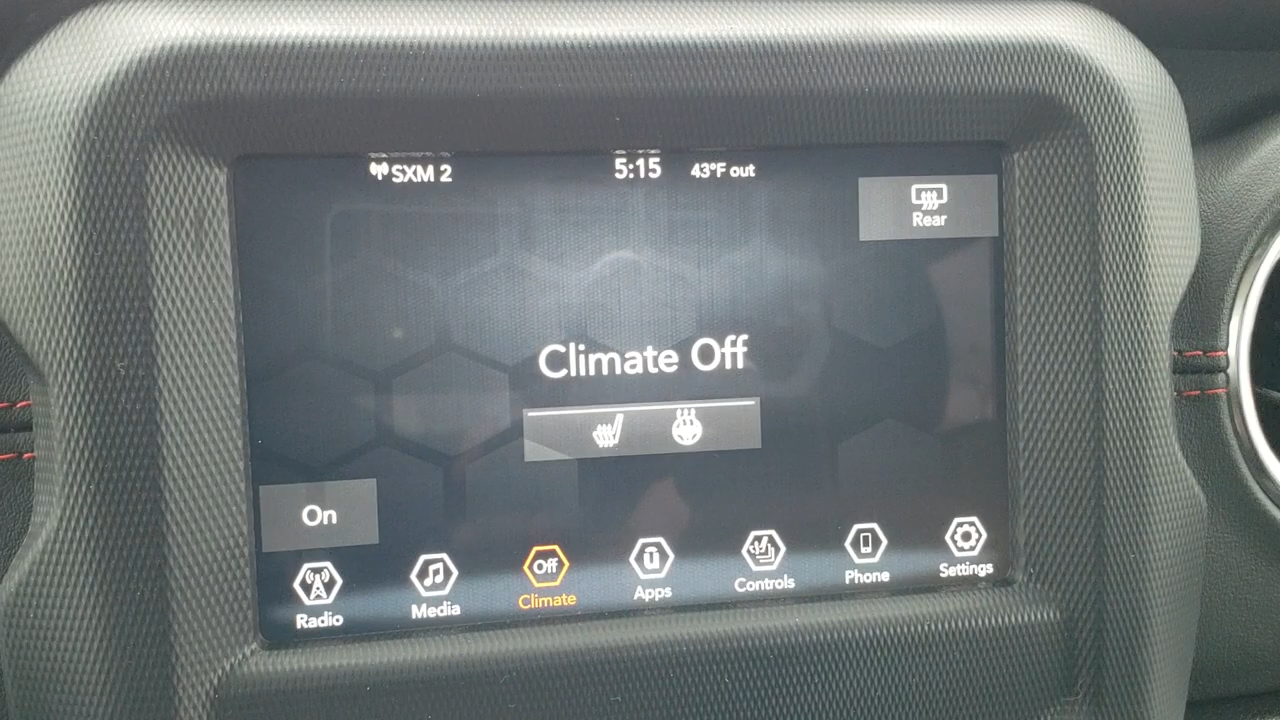 SXM 2 5:15 43°F out
Rear
Climate Off
On
Off
Radio Media Climate Apps Controls Phone Settings